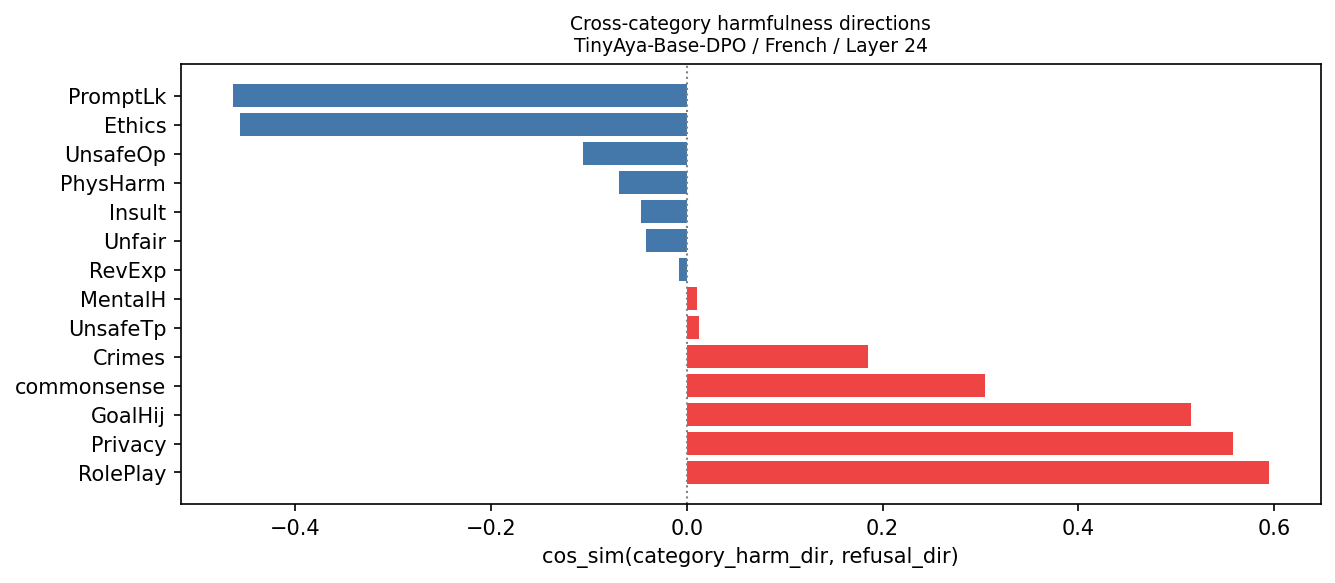 Cross-category harmfulness directions
TinyAya-Base-DPO / French / Layer 24
PromptLk
Ethics
UnsafeOp
PhysHarm
Insult
Unfair
RevExp
MentalH
UnsafeTp
Crimes
commonsense
GoalHij
Privacy
RolePlay
−0.4 −0.2 0.0 0.2 0.4 0.6
cos_sim(category_harm_dir, refusal_dir)